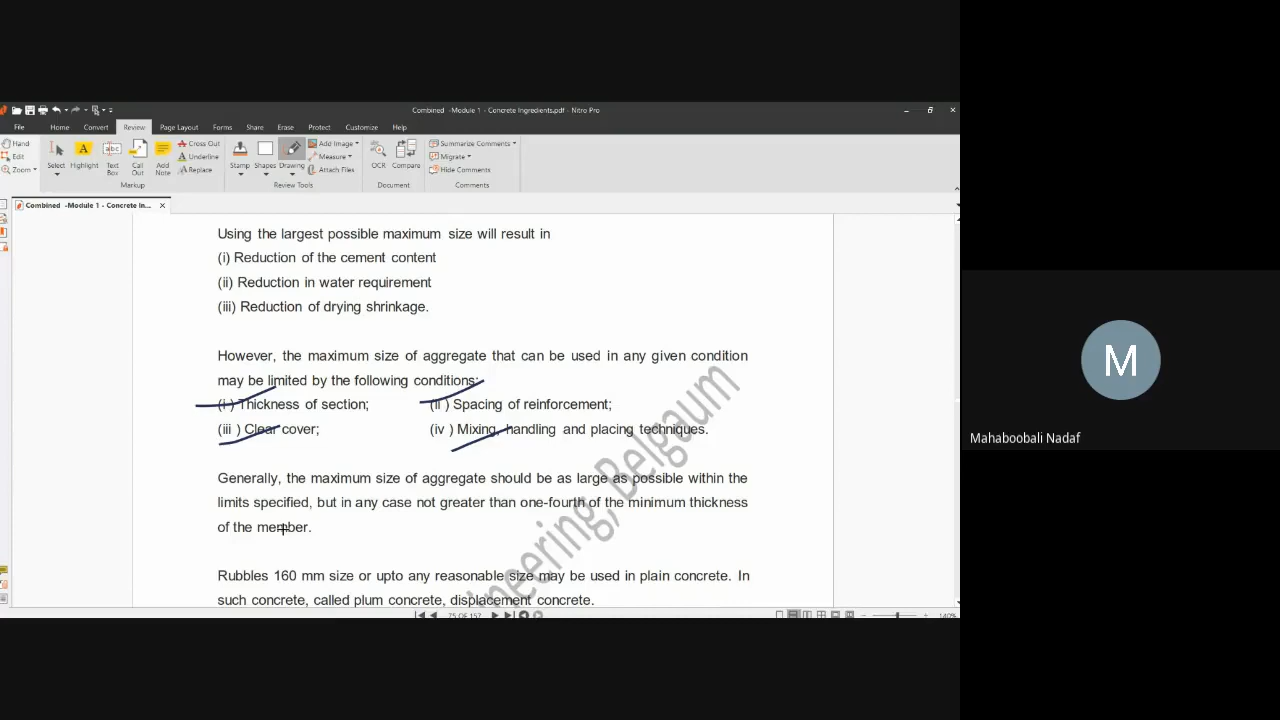 Combined -Module 1 - Concrete Ingredients.pdf - Nitro Pro
File Home Convert Review Page Layout Forms Share Erase Protect Customize Help
Hand
Edit
Zoom
Select
Highlight
Text Box
Call Out
Add Note
Cross Out
Underline
Replace
Markup
Stamp
Shapes
Drawing
Add Image
Measure
Attach Files
Review Tools
OCR
Compare
Document
Summarize Comments
Migrate
Hide Comments
Comments
Combined -Module 1 - Concrete In...
Using the largest possible maximum size will result in
(i) Reduction of the cement content
(ii) Reduction in water requirement
(iii) Reduction of drying shrinkage.
However, the maximum size of aggregate that can be used in any given condition
may be limited by the following conditions:
(i ) Thickness of section; (ii ) Spacing of reinforcement;
(iii ) Clear cover; (iv ) Mixing, handling and placing techniques.
Generally, the maximum size of aggregate should be as large as possible within the
limits specified, but in any case not greater than one-fourth of the minimum thickness
of the member.
Rubbles 160 mm size or upto any reasonable size may be used in plain concrete. In
such concrete, called plum concrete, displacement concrete.
ineering, Belgaum
75 OF 157
140%
M
Mahaboobali Nadaf